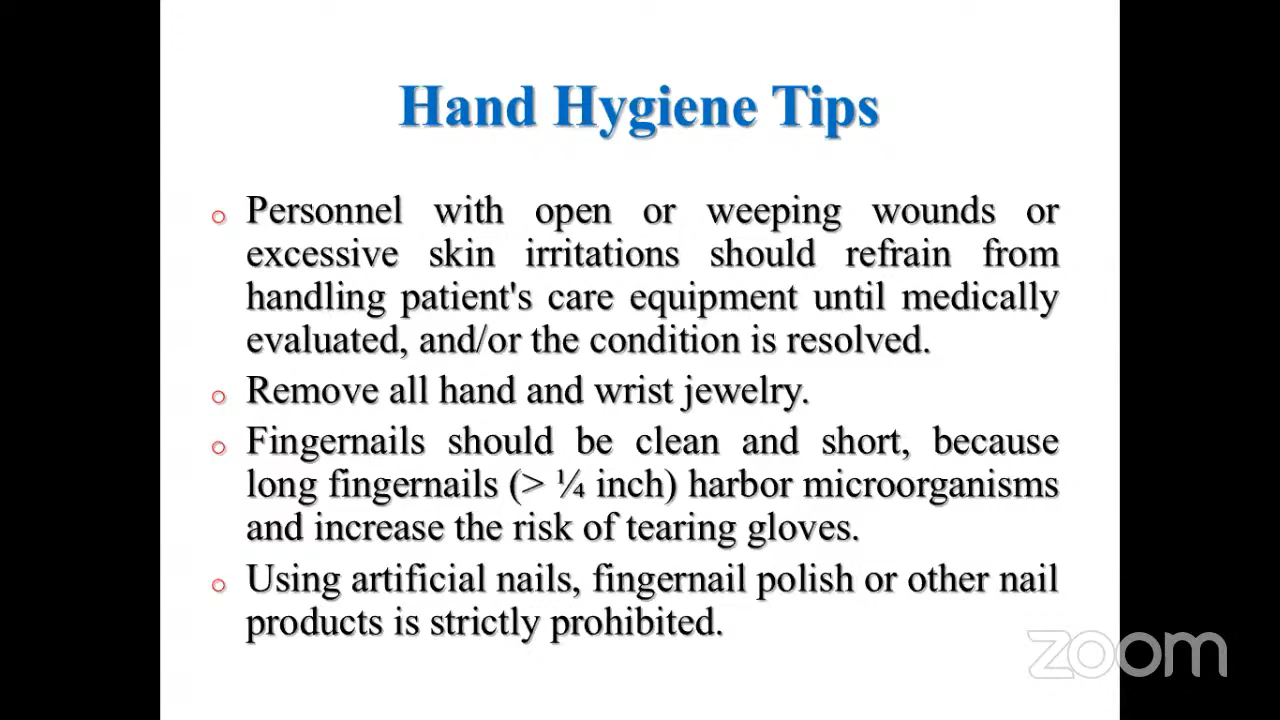 Hand Hygiene Tips
o Personnel with open or weeping wounds or
excessive skin irritations should refrain from
handling patient's care equipment until medically
evaluated, and/or the condition is resolved.
o Remove all hand and wrist jewelry.
o Fingernails should be clean and short, because
long fingernails (> ¼ inch) harbor microorganisms
and increase the risk of tearing gloves.
o Using artificial nails, fingernail polish or other nail
products is strictly prohibited.
zoom